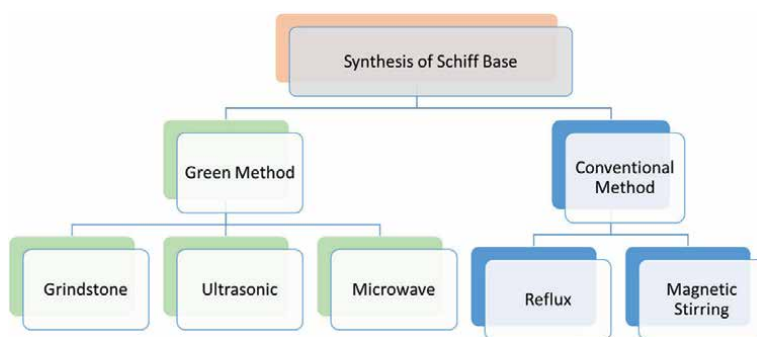 Synthesis of Schiff Base
Green Method
Conventional
Method
Grindstone
Ultrasonic
Microwave
Reflux
Magnetic
Stirring